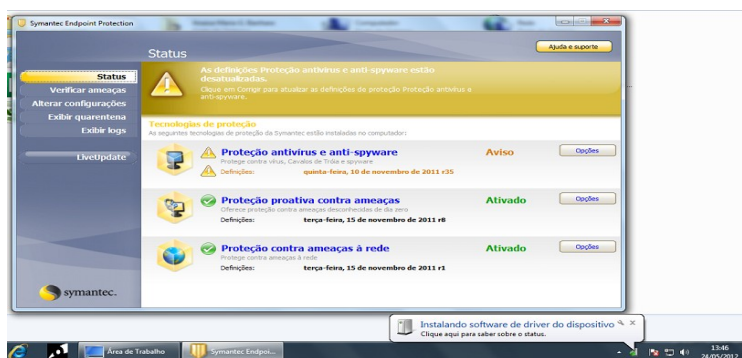 Symantec Endpoint Protection
Status
Ajuda e suporte
Status
Verificar ameaças
Alterar configurações
Exibir quarentena
Exibir logs
LiveUpdate
As definições Proteção antivírus e anti-spyware estão
desatualizadas.
Clique em Corrigir para atualizar as definições de proteção Proteção antivírus e
anti-spyware.
Tecnologias de proteção
As seguintes tecnologias de proteção da Symantec estão instaladas no computador:
Proteção antivírus e anti-spyware
Aviso
Opções
Protege contra vírus, Cavalos de Tróia e spyware
Definições: quinta-feira, 10 de novembro de 2011 r35
Proteção proativa contra ameaças
Ativado
Opções
Oferece proteção contra ameaças desconhecidas de dia zero
Definições: terça-feira, 15 de novembro de 2011 r8
Proteção contra ameaças à rede
Ativado
Opções
Protege contra ameaças à rede
Definições: terça-feira, 15 de novembro de 2011 r1
symantec.
Instalando software de driver do dispositivo
Clique aqui para saber sobre o status.
Área de Trabalho
Symantec Endpoi...
13:46
24/05/2012